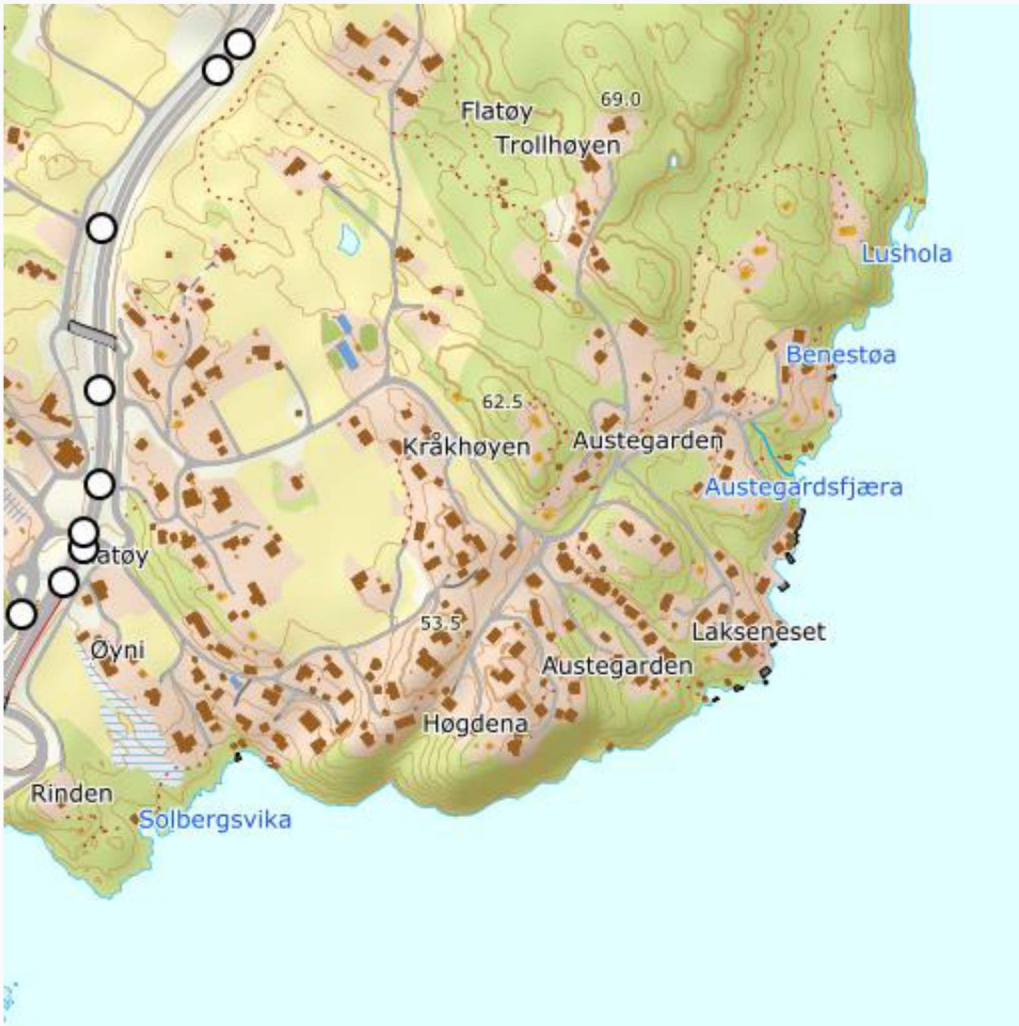 Flatøy
69.0
Trollhøyen
Lushola
Benestøa
62.5
Kråkhøyen
Austegarden
Austegardsfjæra
atøy
53.5
Øyni
Lakseneset
Austegarden
Høgdena
Rinden
Solbergsvika